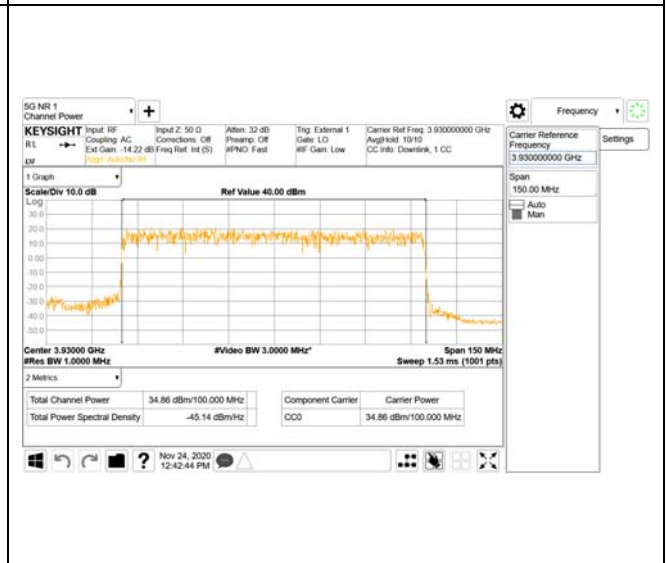 5G NR 1
Channel Power
+
Frequency
KEYSIGHT
Input: RF
Input Z: 50 Ω
Atten: 32 dB
Trig: External 1
Carrier Ref Freq: 3.930000000 GHz
RL
Coupling: AC
Corrections: Off
Preamp: Off
Gate: LO
Avg|Hold: 10/10
Ext Gain: -14.22 dB
Freq Ref: Int (S)
#PNO: Fast
#IF Gain: Low
CC Info: Downlink, 1 CC
Align: Auto/No RF
Carrier Reference
Frequency
3.930000000 GHz
Settings
Span
150.00 MHz
Auto
Man
1 Graph
Scale/Div 10.0 dB
Ref Value 40.00 dBm
Log
30.0
20.0
10.0
0.00
-10.0
-20.0
-30.0
-40.0
-50.0
Center 3.93000 GHz
#Video BW 3.0000 MHz*
Span 150 MHz
#Res BW 1.0000 MHz
Sweep 1.53 ms (1001 pts)
2 Metrics
Total Channel Power
34.86 dBm/100.000 MHz
Component Carrier
Carrier Power
Total Power Spectral Density
-45.14 dBm/Hz
CC0
34.86 dBm/100.000 MHz
?
Nov 24, 2020
12:42:44 PM